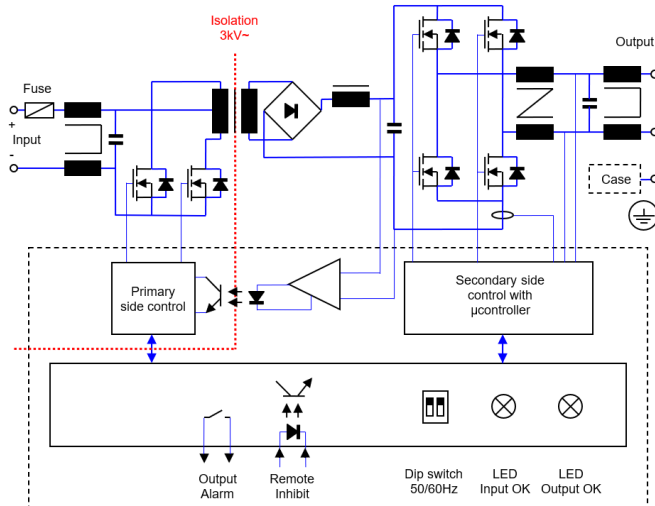 Isolation
3kV~
Output
Fuse
+
Input
-
Case
Primary
side control
Secondary side
control with
µcontroller
Output
Alarm
Remote
Inhibit
Dip switch
50/60Hz
LED
Input OK
LED
Output OK